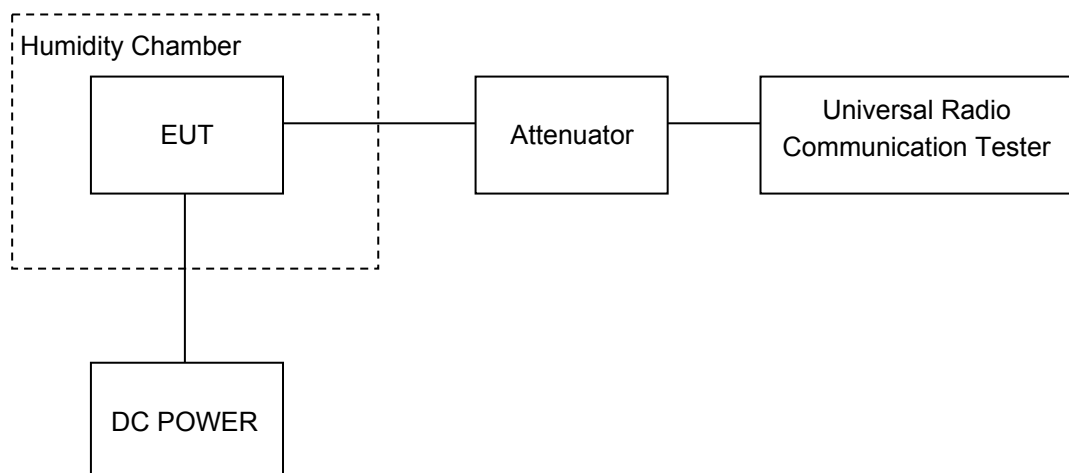 Humidity Chamber
EUT
Attenuator
Universal Radio
Communication Tester
DC POWER